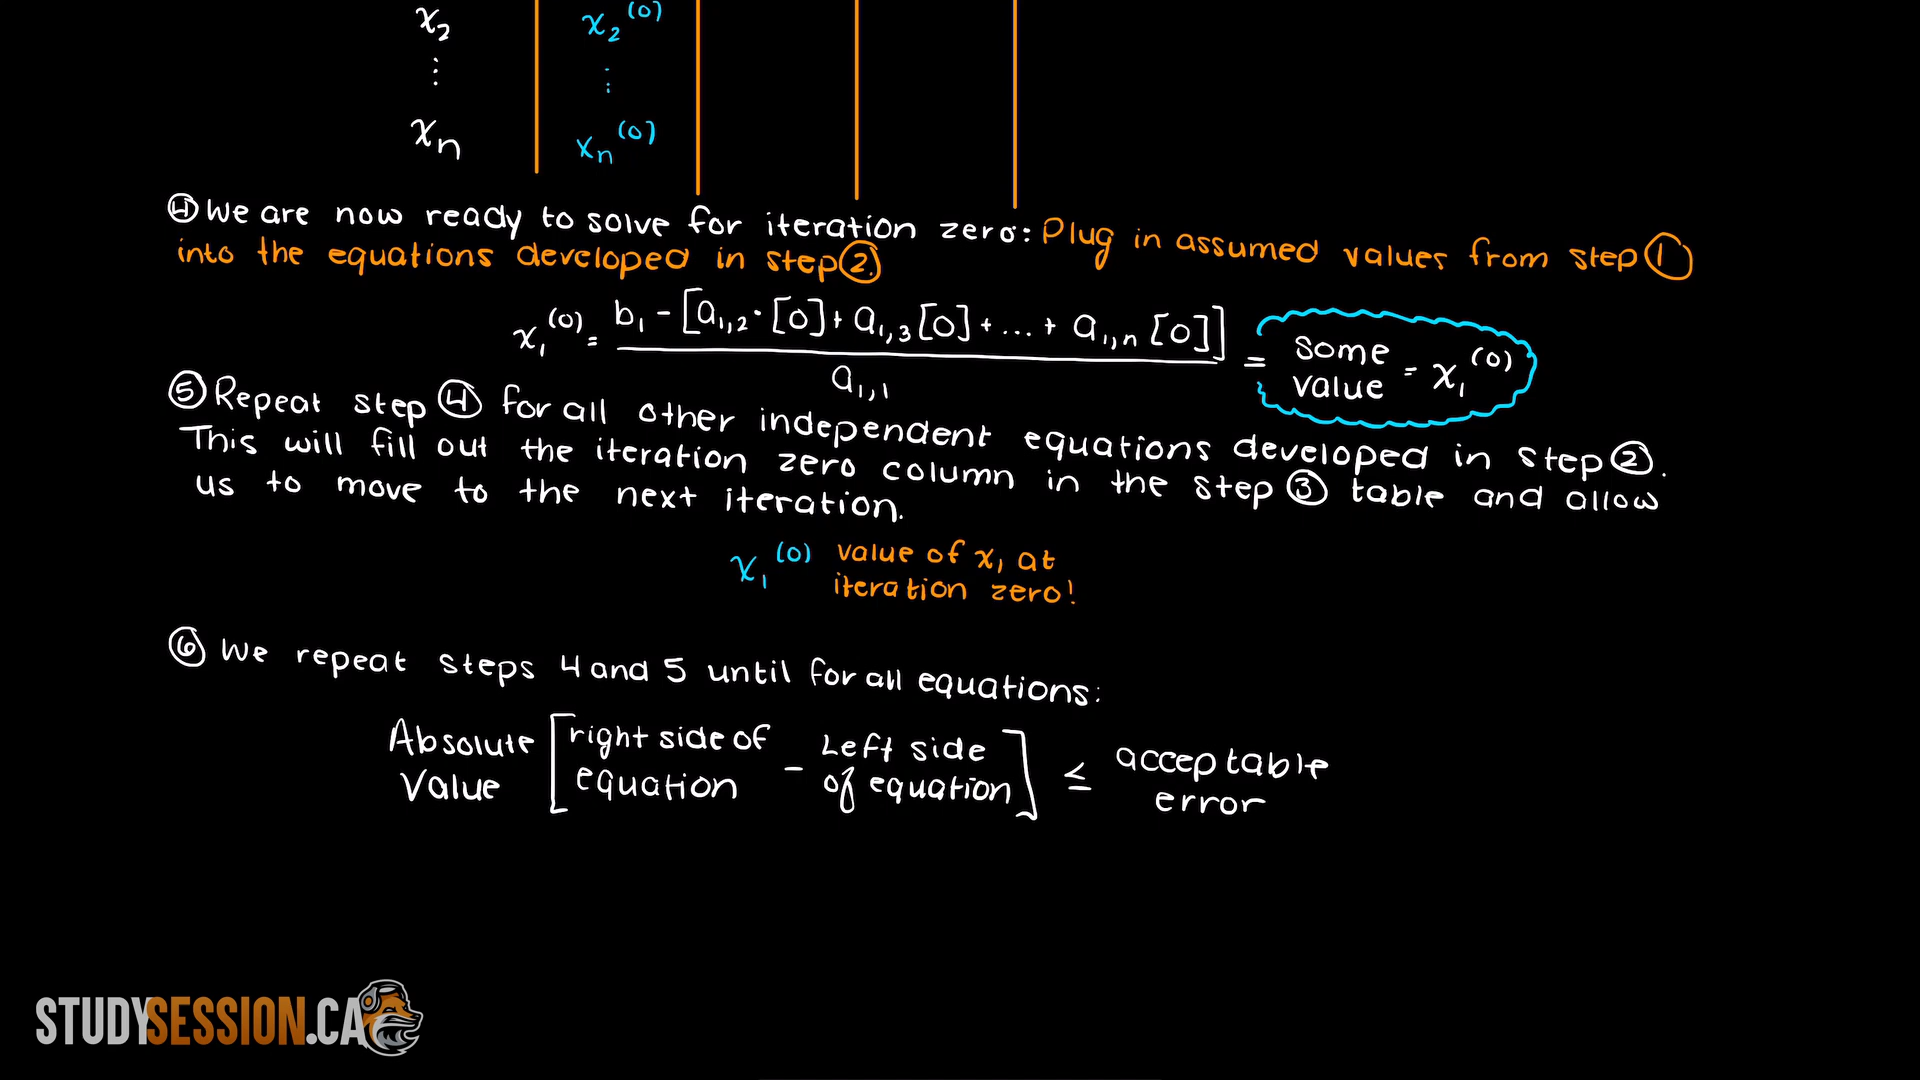 x₂ x₂⁽⁰⁾
⋮ ⋮
xₙ xₙ⁽⁰⁾
④ We are now ready to solve for iteration zero: Plug in assumed values from step ①
into the equations developed in step ②.
x₁⁽⁰⁾ = b₁ - [a₁,₂ · [0] + a₁,₃ [0] + ... + a₁,ₙ [0]] / a₁,₁ = some value = x₁⁽⁰⁾
⑤ Repeat step ④ for all other independent equations developed in step ②.
This will fill out the iteration zero column in the step ③ table and allow
us to move to the next iteration.
x₁⁽⁰⁾ value of x₁ at
iteration zero!
⑥ We repeat steps 4 and 5 until for all equations:
Absolute Value [right side of equation - Left side of equation] ≤ acceptable error
STUDYSESSION.CA